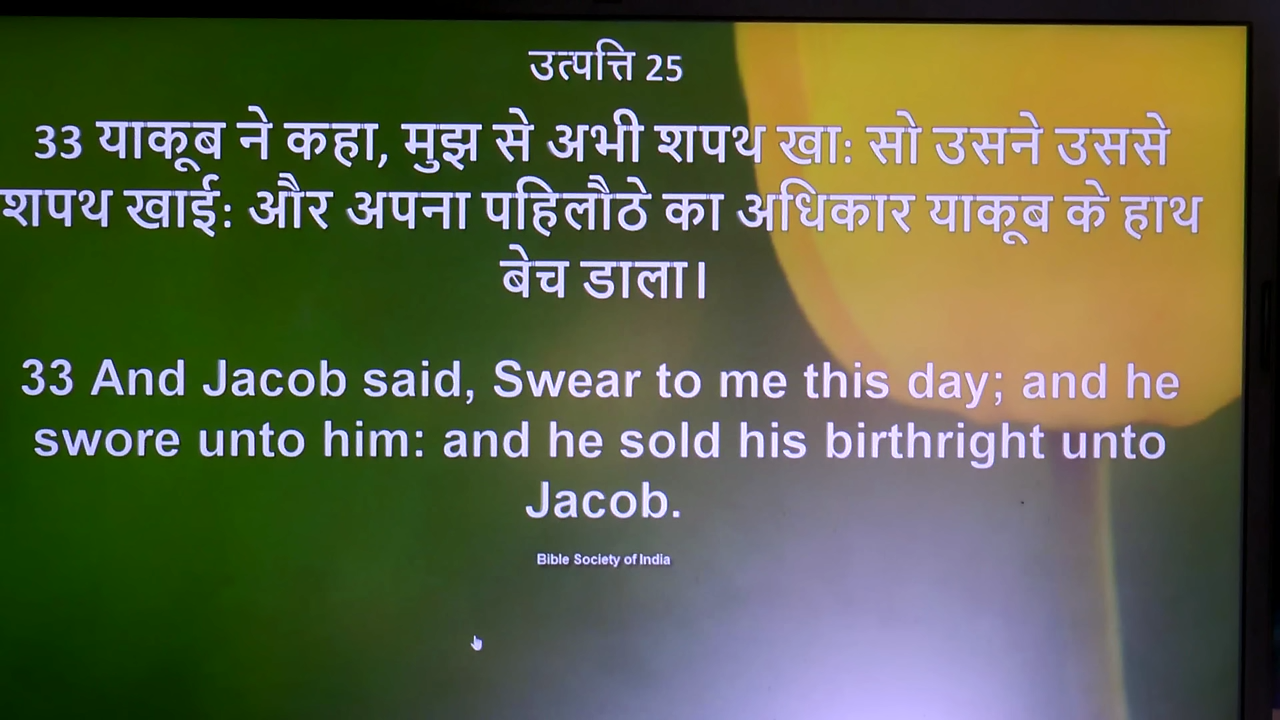 उत्पत्ति 25
33 याकूब ने कहा, मुझ से अभी शपथ खा: सो उसने उससे
शपथ खाई: और अपना पहिलौठे का अधिकार याकूब के हाथ
बेच डाला।
33 And Jacob said, Swear to me this day; and he
swore unto him: and he sold his birthright unto
Jacob.
Bible Society of India